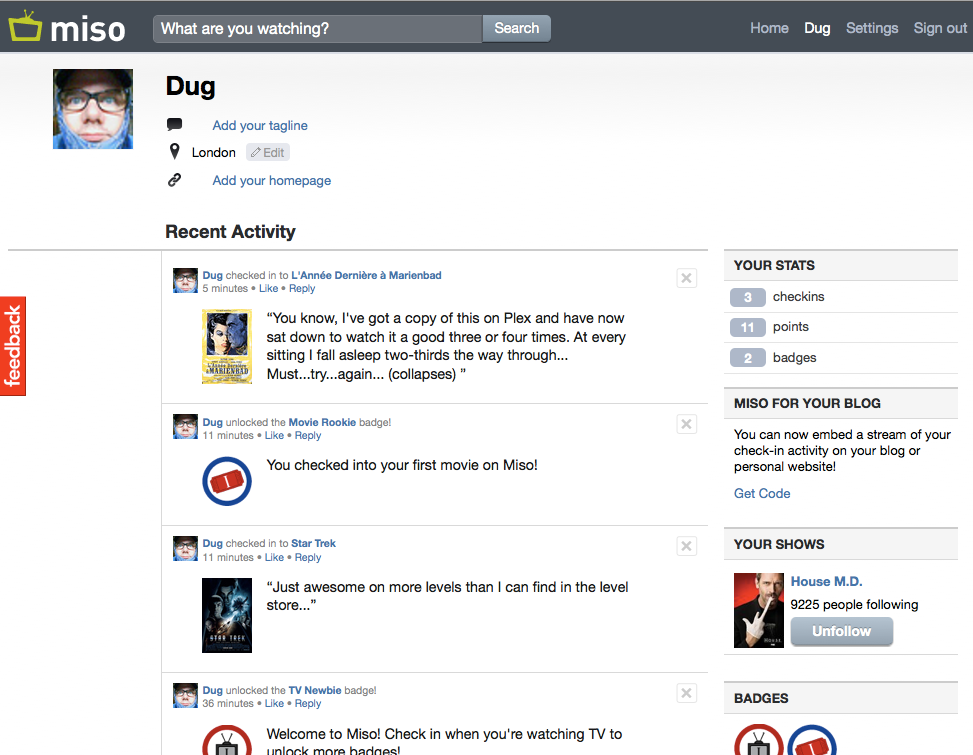 miso
What are you watching?
Search
Home Dug Settings Sign out
Dug
Add your tagline
London Edit
Add your homepage
Recent Activity
feedback
Dug checked in to L'Année Dernière à Marienbad
5 minutes • Like • Reply
“You know, I've got a copy of this on Plex and have now
sat down to watch it a good three or four times. At every
sitting I fall asleep two-thirds the way through...
Must...try...again... (collapses) ”
MARIENBAD
Dug unlocked the Movie Rookie badge!
11 minutes • Like • Reply
You checked into your first movie on Miso!
Dug checked in to Star Trek
11 minutes • Like • Reply
“Just awesome on more levels than I can find in the level
store...”
STAR TREK
Dug unlocked the TV Newbie badge!
36 minutes • Like • Reply
Welcome to Miso! Check in when you're watching TV to
unlock more badges!
YOUR STATS
3 checkins
11 points
2 badges
MISO FOR YOUR BLOG
You can now embed a stream of your
check-in activity on your blog or
personal website!
Get Code
YOUR SHOWS
House M.D.
9225 people following
Unfollow
HOUSE
BADGES